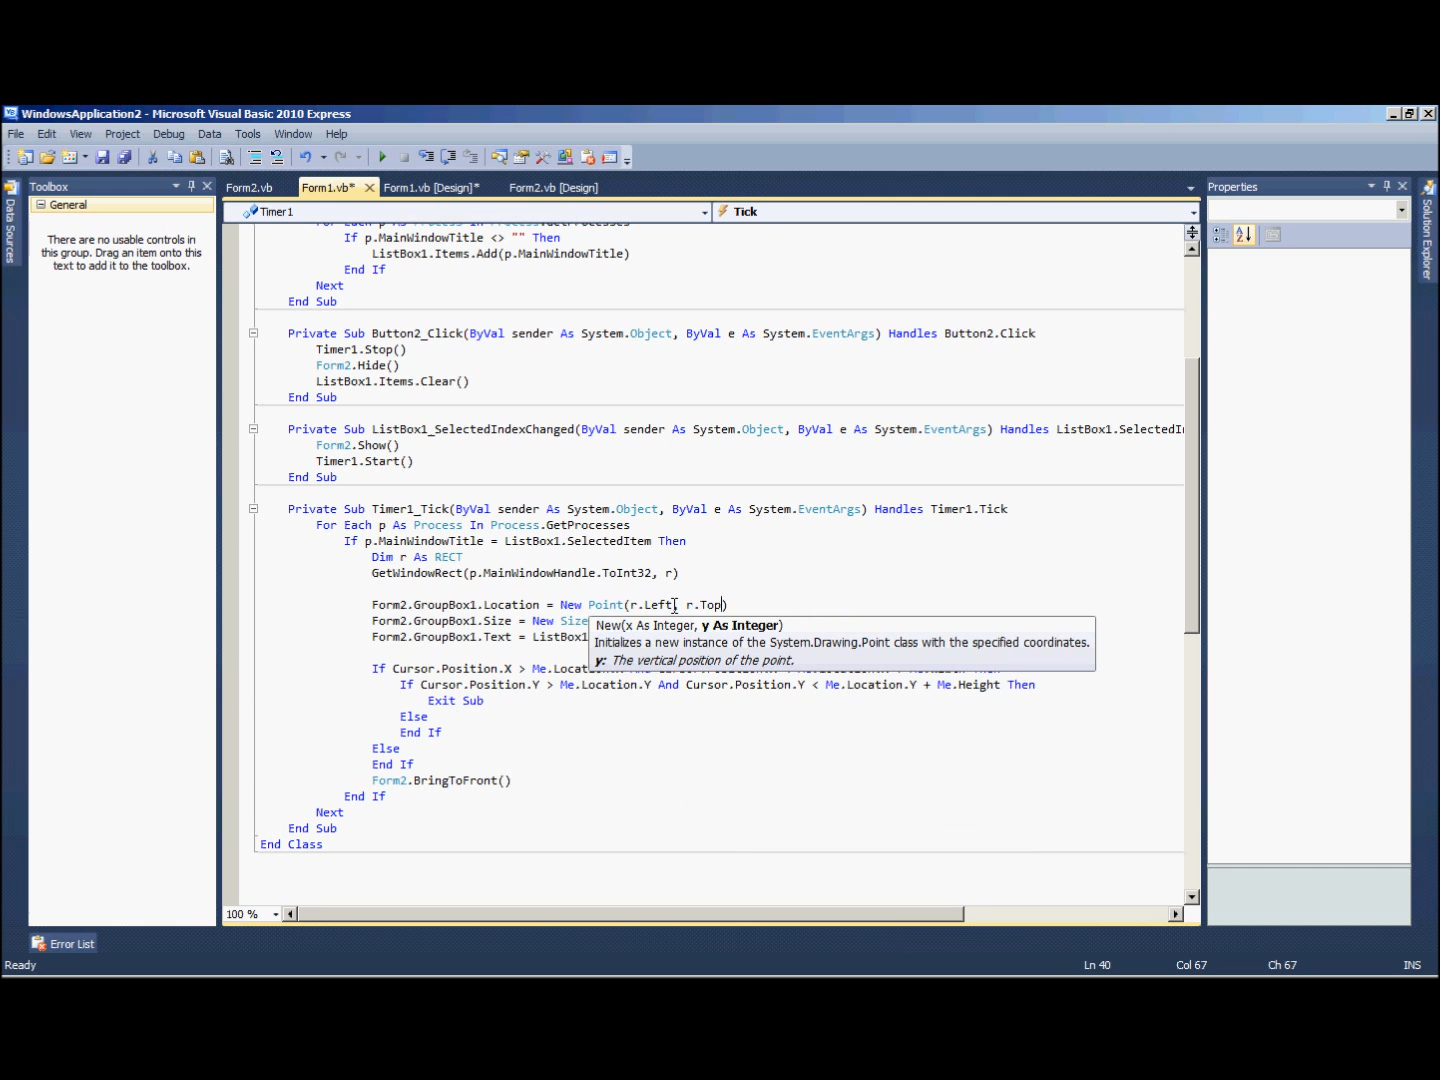 WindowsApplication2 - Microsoft Visual Basic 2010 Express
File Edit View Project Debug Data Tools Window Help
Toolbox
Form2.vb Form1.vb* Form1.vb [Design]* Form2.vb [Design]
Properties
General
Timer1 Tick
Data Sources
Solution Explorer
There are no usable controls in
this group. Drag an item onto this
text to add it to the toolbox.
For Each p As Process In Process.GetProcesses
If p.MainWindowTitle <> "" Then
ListBox1.Items.Add(p.MainWindowTitle)
End If
Next
End Sub
Private Sub Button2_Click(ByVal sender As System.Object, ByVal e As System.EventArgs) Handles Button2.Click
Timer1.Stop()
Form2.Hide()
ListBox1.Items.Clear()
End Sub
Private Sub ListBox1_SelectedIndexChanged(ByVal sender As System.Object, ByVal e As System.EventArgs) Handles ListBox1.SelectedI
Form2.Show()
Timer1.Start()
End Sub
Private Sub Timer1_Tick(ByVal sender As System.Object, ByVal e As System.EventArgs) Handles Timer1.Tick
For Each p As Process In Process.GetProcesses
If p.MainWindowTitle = ListBox1.SelectedItem Then
Dim r As RECT
GetWindowRect(p.MainWindowHandle.ToInt32, r)
Form2.GroupBox1.Location = New Point(r.Left, r.Top)
Form2.GroupBox1.Size = New Size
Form2.GroupBox1.Text = ListBox1
New(x As Integer, y As Integer)
Initializes a new instance of the System.Drawing.Point class with the specified coordinates.
y: The vertical position of the point.
If Cursor.Position.X > Me.Locat
If Cursor.Position.Y > Me.Location.Y And Cursor.Position.Y < Me.Location.Y + Me.Height Then
Exit Sub
Else
End If
Else
End If
Form2.BringToFront()
End If
Next
End Sub
End Class
100 %
Error List
Ready Ln 40 Col 67 Ch 67 INS